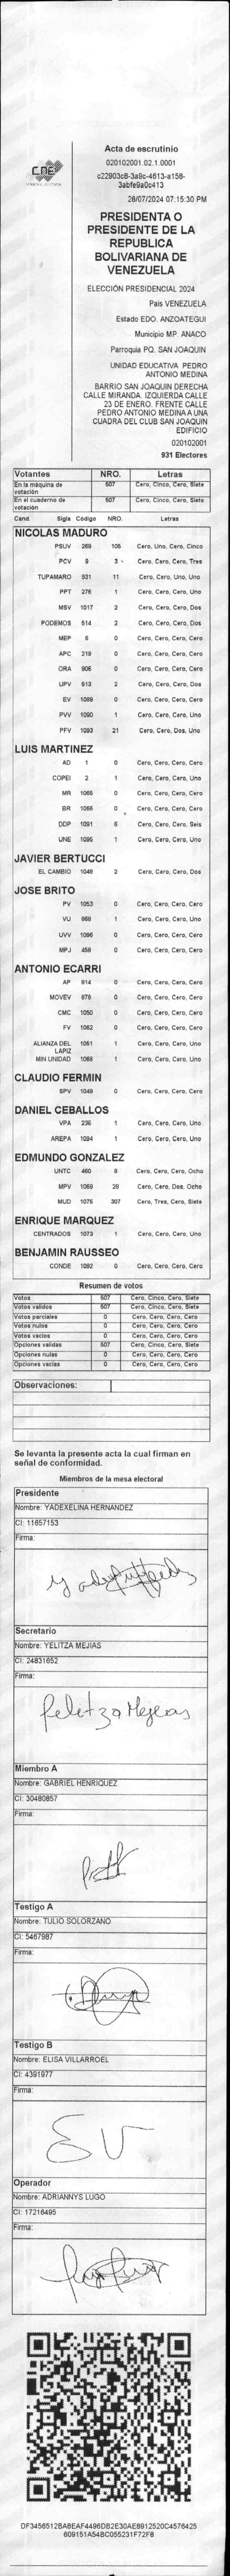 CNE
Acta de escrutinio
020102001.02.1.0001
c22903c8-3a9c-4613-a158-
3abfe9a0c413
28/07/2024 07:15:30 PM
PRESIDENTA O
PRESIDENTE DE LA
REPUBLICA
BOLIVARIANA DE
VENEZUELA
ELECCIÓN PRESIDENCIAL 2024
Pais VENEZUELA
Estado EDO. ANZOATEGUI
Municipio MP. ANACO
Parroquia PQ. SAN JOAQUIN
UNIDAD EDUCATIVA PEDRO
ANTONIO MEDINA
BARRIO SAN JOAQUIN DERECHA
CALLE MIRANDA. IZQUIERDA CALLE
23 DE ENERO. FRENTE CALLE
PEDRO ANTONIO MEDINA A UNA
CUADRA DEL CLUB SAN JOAQUIN
EDIFICIO
020102001
931 Electores
Votantes NRO. Letras
En la máquina de votación 507 Cero, Cinco, Cero, Siete
En el cuaderno de votación 507 Cero, Cinco, Cero, Siete
Cand. Sigla Código NRO. Letras
NICOLAS MADURO
PSUV 269 105 Cero, Uno, Cero, Cinco
PCV 9 3 Cero, Cero, Cero, Tres
TUPAMARO 931 11 Cero, Cero, Uno, Uno
PPT 276 1 Cero, Cero, Cero, Uno
MSV 1017 2 Cero, Cero, Cero, Dos
PODEMOS 514 2 Cero, Cero, Cero, Dos
MEP 6 0 Cero, Cero, Cero, Cero
APC 219 0 Cero, Cero, Cero, Cero
ORA 906 0 Cero, Cero, Cero, Cero
UPV 513 2 Cero, Cero, Cero, Dos
EV 1089 0 Cero, Cero, Cero, Cero
PVV 1090 1 Cero, Cero, Cero, Uno
PFV 1093 21 Cero, Cero, Dos, Uno
LUIS MARTINEZ
AD 1 0 Cero, Cero, Cero, Cero
COPEI 2 1 Cero, Cero, Cero, Uno
MR 1065 0 Cero, Cero, Cero, Cero
BR 1066 0 Cero, Cero, Cero, Cero
DDP 1091 6 Cero, Cero, Cero, Seis
UNE 1095 1 Cero, Cero, Cero, Uno
JAVIER BERTUCCI
EL CAMBIO 1048 2 Cero, Cero, Cero, Dos
JOSE BRITO
PV 1053 0 Cero, Cero, Cero, Cero
VU 868 1 Cero, Cero, Cero, Uno
UVV 1096 0 Cero, Cero, Cero, Cero
MPJ 458 0 Cero, Cero, Cero, Cero
ANTONIO ECARRI
AP 914 0 Cero, Cero, Cero, Cero
MOVEV 978 0 Cero, Cero, Cero, Cero
CMC 1050 0 Cero, Cero, Cero, Cero
FV 1082 0 Cero, Cero, Cero, Cero
ALIANZA DEL LAPIZ 1061 1 Cero, Cero, Cero, Uno
MIN UNIDAD 1068 1 Cero, Cero, Cero, Uno
CLAUDIO FERMIN
SPV 1049 0 Cero, Cero, Cero, Cero
DANIEL CEBALLOS
VPA 236 1 Cero, Cero, Cero, Uno
AREPA 1094 1 Cero, Cero, Cero, Uno
EDMUNDO GONZALEZ
UNTC 460 8 Cero, Cero, Cero, Ocho
MPV 1069 28 Cero, Cero, Dos, Ocho
MUD 1075 307 Cero, Tres, Cero, Siete
ENRIQUE MARQUEZ
CENTRADOS 1073 1 Cero, Cero, Cero, Uno
BENJAMIN RAUSSEO
CONDE 1092 0 Cero, Cero, Cero, Cero
Resumen de votos
Votos 507 Cero, Cinco, Cero, Siete
Votos validos 507 Cero, Cinco, Cero, Siete
Votos parciales 0 Cero, Cero, Cero, Cero
Votos nulos 0 Cero, Cero, Cero, Cero
Votos vacios 0 Cero, Cero, Cero, Cero
Opciones validas 507 Cero, Cinco, Cero, Siete
Opciones nulas 0 Cero, Cero, Cero, Cero
Opciones vacias 0 Cero, Cero, Cero, Cero
Observaciones:
Se levanta la presente acta la cual firman en
señal de conformidad.
Miembros de la mesa electoral
Presidente
Nombre: YADEXELINA HERNANDEZ
CI: 11657153
Firma:
Secretario
Nombre: YELITZA MEJIAS
CI: 24831652
Firma:
Miembro A
Nombre: GABRIEL HENRIQUEZ
CI: 30480857
Firma:
Testigo A
Nombre: TULIO SOLORZANO
CI: 5467987
Firma:
Testigo B
Nombre: ELISA VILLARROEL
CI: 4391977
Firma:
EV
Operador
Nombre: ADRIANNYS LUGO
CI: 17216495
Firma:
DF3456512BA8EAF4496DB2E30AE8912520C4576425
609151A54BC055231F72F8